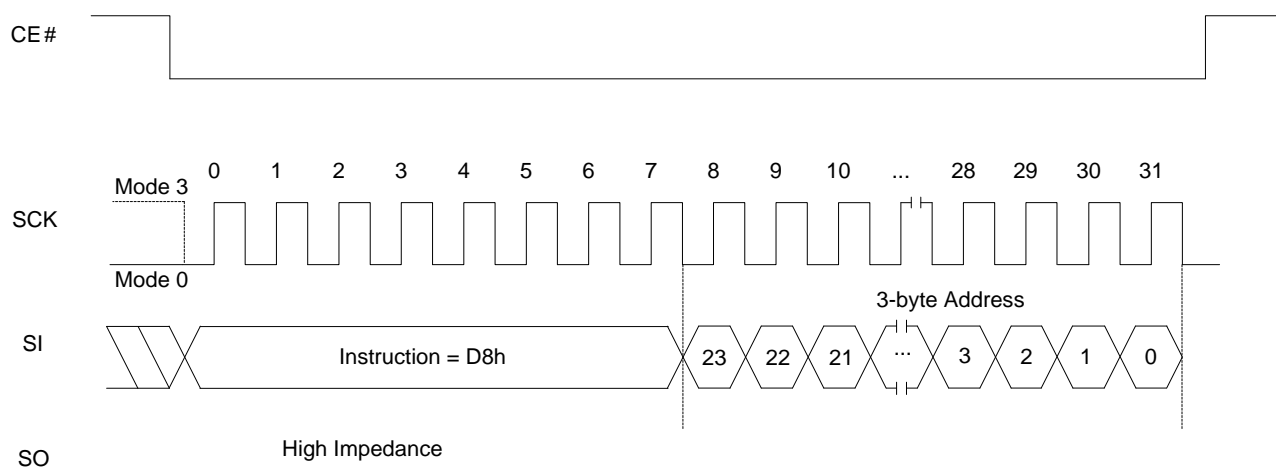 CE#
0 1 2 3 4 5 6 7 8 9 10 ... 28 29 30 31
Mode 3
SCK
Mode 0
3-byte Address
SI
Instruction = D8h
23 22 21 ... 3 2 1 0
High Impedance
SO